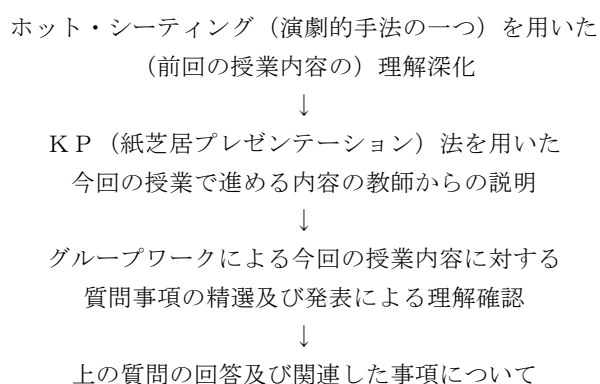 ホット・シーティング（演劇的手法の一つ）を用いた
（前回の授業内容の）理解深化
↓
ＫＰ（紙芝居プレゼンテーション）法を用いた
今回の授業で進める内容の教師からの説明
↓
グループワークによる今回の授業内容に対する
質問事項の精選及び発表による理解確認
↓
上の質問の回答及び関連した事項について